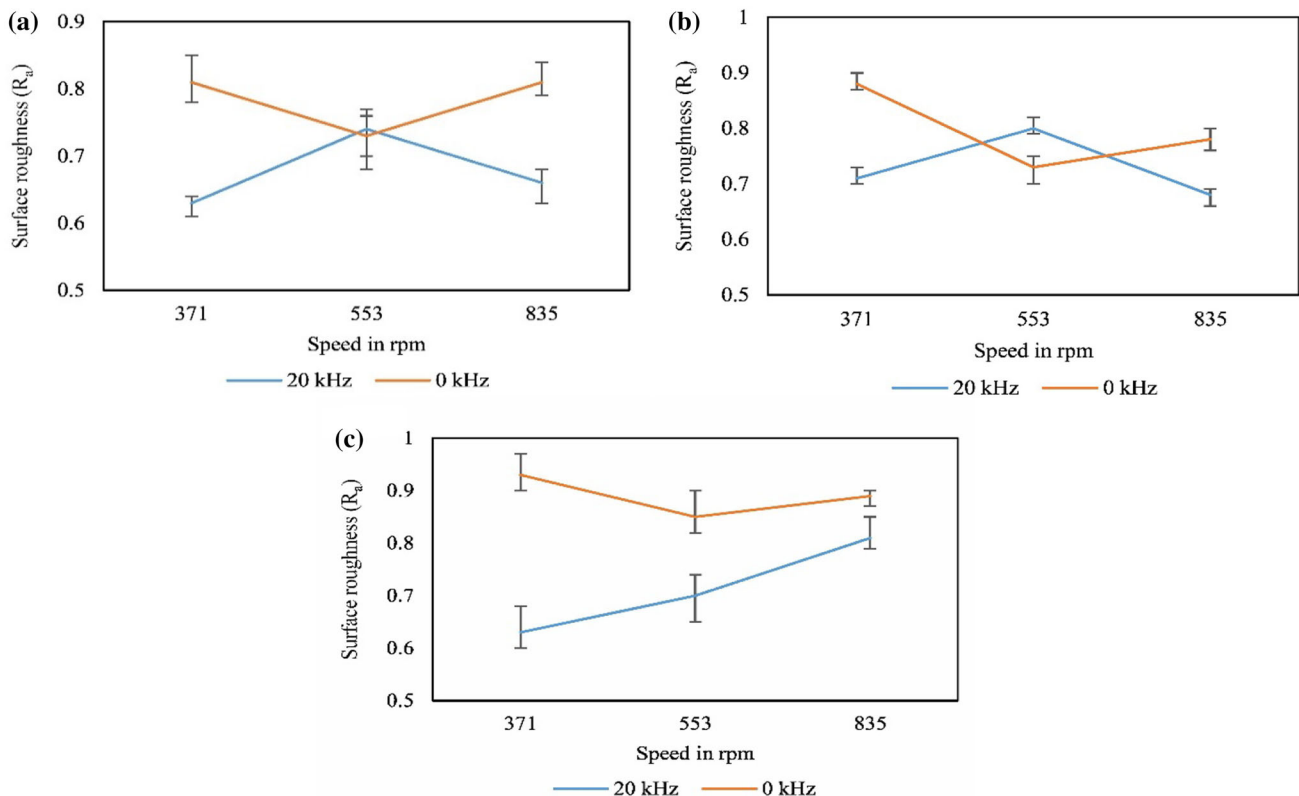 (a)
Surface roughness (Ra)
0.9
0.8
0.7
0.6
0.5
371 553 835
Speed in rpm
20 kHz 0 kHz
(b)
Surface roughness (Ra)
1
0.9
0.8
0.7
0.6
0.5
371 553 835
Speed in rpm
20 kHz 0 kHz
(c)
Surface roughness (Ra)
1
0.9
0.8
0.7
0.6
0.5
371 553 835
Speed in rpm
20 kHz 0 kHz